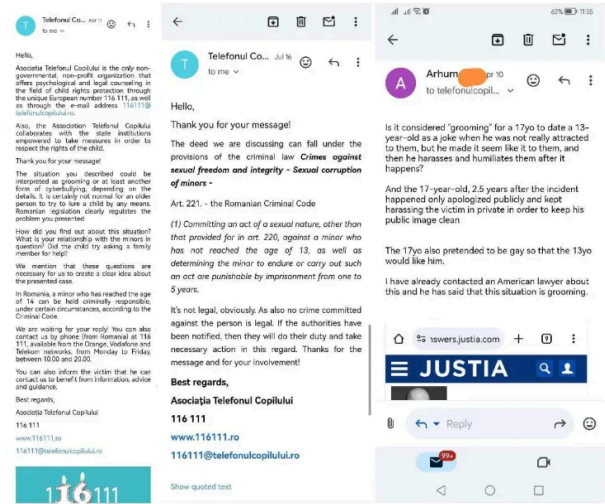 Telefonul Co... Apr 11
to me
Hello,
Asociatia Telefonul Copilului is the only non-
governmental, non-profit organization that
offers psychological and legal counseling in
the field of child protection through
the unique European number 116 111, as well
as through the e-mail address 116111@
telefonulcopilului.ro.
Also, the Association Telefonul Copilului
collaborates with the state institutions
empowered to take measures in order to
respect the rights of the child.
Thank you for your message!
The situation you described could be
interpreted as grooming or at least another
form of cyberbullying, depending on the
details. It is certainly not normal for an older
person to try to lure a child by any means.
Romanian legislation clearly regulates the
problem you presented.
How did you find out about this situation?
What is your relationship with the minors in
question? Did the child try asking a family
member for help?
We mention that these questions are
necessary for us to create a clear idea about
the presented case.
In Romania, a minor who has reached the age
of 14 can be held criminally responsible,
under certain circumstances, according to the
Criminal Code.
We are waiting for your reply! You can also
contact us by phone (from Romania) at 116
111, available from the Orange, Vodafone and
Telekom networks, from Monday to Friday,
between 10.00 and 20.00.
You can also inform the victim that he can
contact us to benefit from information, advice
and guidance.
Best regards,
Asociatia Telefonul Copilului
116 111
www.116111.ro
116111@telefonulcopilului.ro
116 111
T
Telefonul Co... Jul 16
to me
Hello,
Thank you for your message!
The deed we are discussing can fall under the
provisions of the criminal law Crimes against
sexual freedom and integrity - Sexual corruption
of minors -
Art. 221. - the Romanian Criminal Code
(1) Committing an act of a sexual nature, other than
that provided for in art. 220, against a minor who
has not reached the age of 13, as well as
determining the minor to endure or carry out such
an act are punishable by imprisonment from one to
5 years.
It's not legal, obviously. As also no crime committed
against the person is legal. If the authorities have
been notified, then they will do their duty and take
necessary action in this regard. Thanks for the
message and for your involvement!
Best regards,
Asociația Telefonul Copilului
116 111
www.116111.ro
116111@telefonulcopilului.ro
Show quoted text
63% 11:55
A
Arhum pr 10
to telefonulcopil...
Is it considered "grooming" for a 17yo to date a 13-
year-old as a joke when he was not really attracted
to them, but he made it seem like it to them, and
then he harasses and humiliates them after it
happens?
And the 17-year-old, 2.5 years after the incident
happened only apologized publicly and kept
harassing the victim in private in order to keep his
public image clean
The 17yo also pretended to be gay so that the 13yo
would like him.
I have already contacted an American lawyer about
this and he has said that this situation is grooming.
swers.justia.com
JUSTIA
Reply
99+